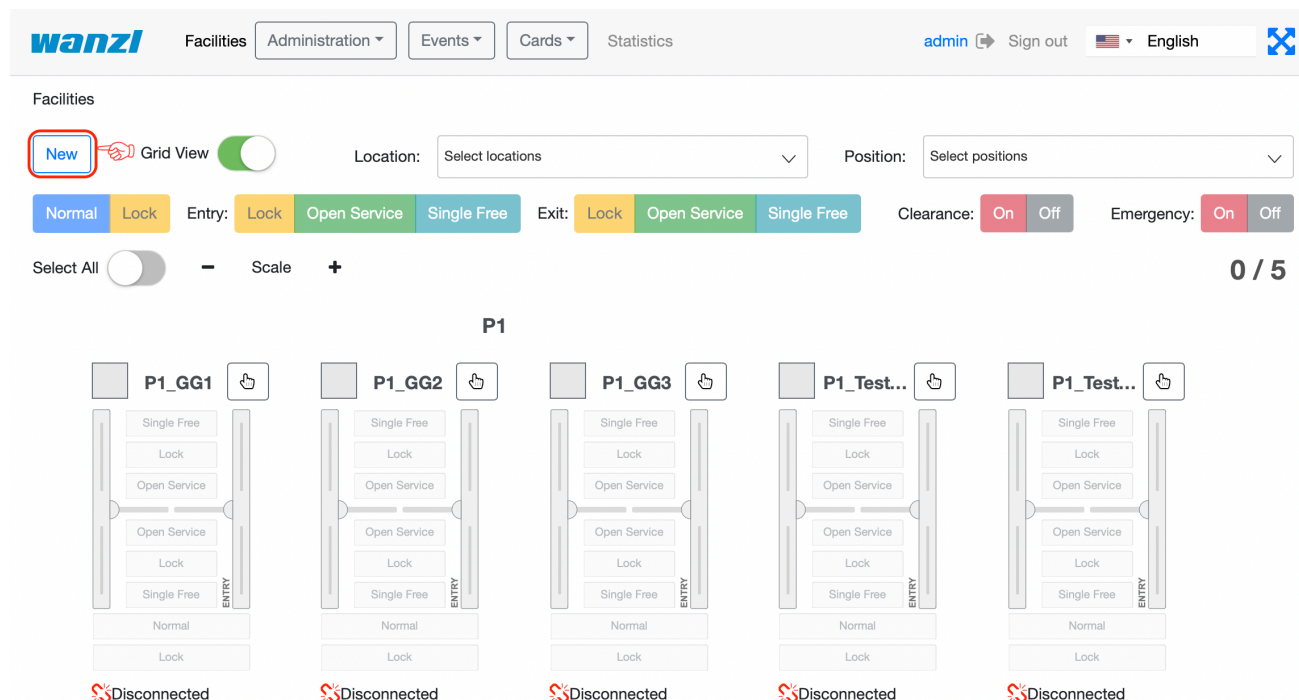 wanzl Facilities Administration Events Cards Statistics admin Sign out English
Facilities
New Grid View Location: Select locations Position: Select positions
Normal Lock Entry: Lock Open Service Single Free Exit: Lock Open Service Single Free Clearance: On Off Emergency: On Off
Select All - Scale + 0 / 5
P1
P1_GG1 P1_GG2 P1_GG3 P1_Test... P1_Test...
Single Free Single Free Single Free Single Free Single Free
Lock Lock Lock Lock Lock
Open Service Open Service Open Service Open Service Open Service
Open Service Open Service Open Service Open Service Open Service
Lock Lock Lock Lock Lock
Single Free ENTRY Single Free ENTRY Single Free ENTRY Single Free ENTRY Single Free ENTRY
Normal Normal Normal Normal Normal
Lock Lock Lock Lock Lock
Disconnected Disconnected Disconnected Disconnected Disconnected